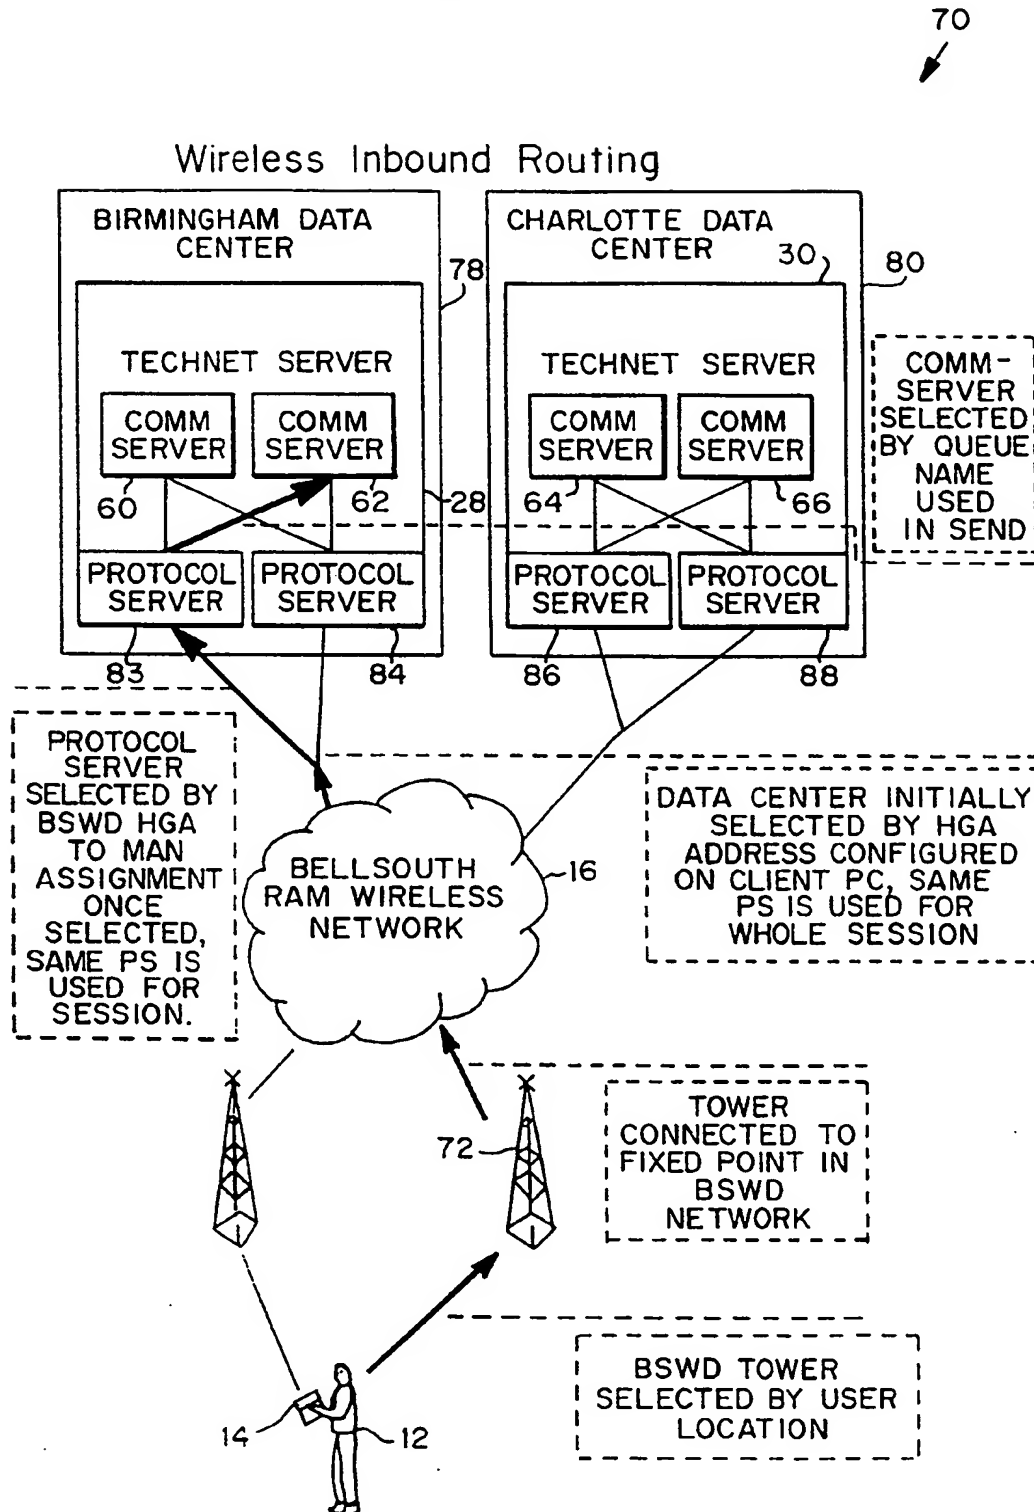 70
Wireless Inbound Routing
BIRMINGHAM DATA
CENTER
78
TECHNET SERVER
COMM
SERVER
COMM
SERVER
60
62
28
PROTOCOL
SERVER
PROTOCOL
SERVER
83
84
CHARLOTTE DATA
CENTER
30
80
TECHNET SERVER
COMM
SERVER
COMM
SERVER
64
66
PROTOCOL
SERVER
PROTOCOL
SERVER
86
88
COMM-
SERVER
SELECTED
BY QUEUE
NAME
USED
IN SEND
PROTOCOL
SERVER
SELECTED BY
BSWD HGA
TO MAN
ASSIGNMENT
ONCE
SELECTED,
SAME PS IS
USED FOR
SESSION.
BELLSOUTH
RAM WIRELESS
NETWORK
16
DATA CENTER INITIALLY
SELECTED BY HGA
ADDRESS CONFIGURED
ON CLIENT PC, SAME
PS IS USED FOR
WHOLE SESSION
72
TOWER
CONNECTED TO
FIXED POINT IN
BSWD
NETWORK
14
12
BSWD TOWER
SELECTED BY USER
LOCATION